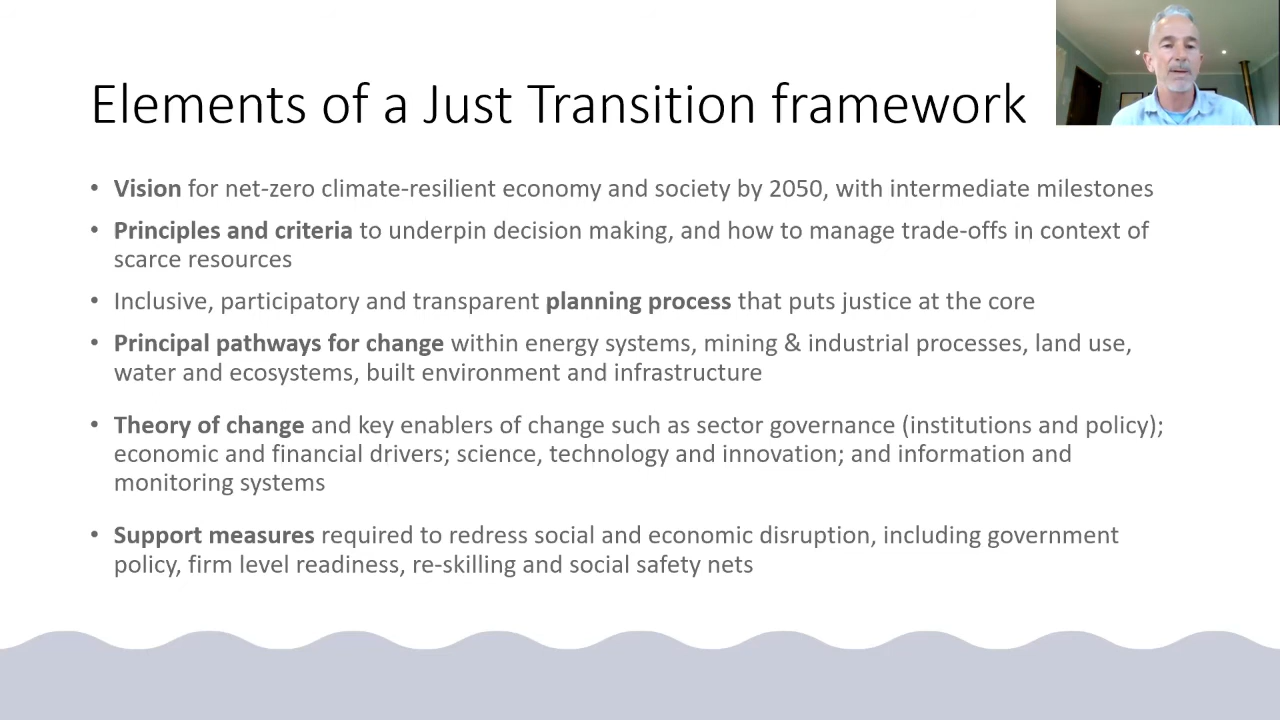 Elements of a Just Transition framework
• Vision for net-zero climate-resilient economy and society by 2050, with intermediate milestones
• Principles and criteria to underpin decision making, and how to manage trade-offs in context of
scarce resources
• Inclusive, participatory and transparent planning process that puts justice at the core
• Principal pathways for change within energy systems, mining & industrial processes, land use,
water and ecosystems, built environment and infrastructure
• Theory of change and key enablers of change such as sector governance (institutions and policy);
economic and financial drivers; science, technology and innovation; and information and
monitoring systems
• Support measures required to redress social and economic disruption, including government
policy, firm level readiness, re-skilling and social safety nets